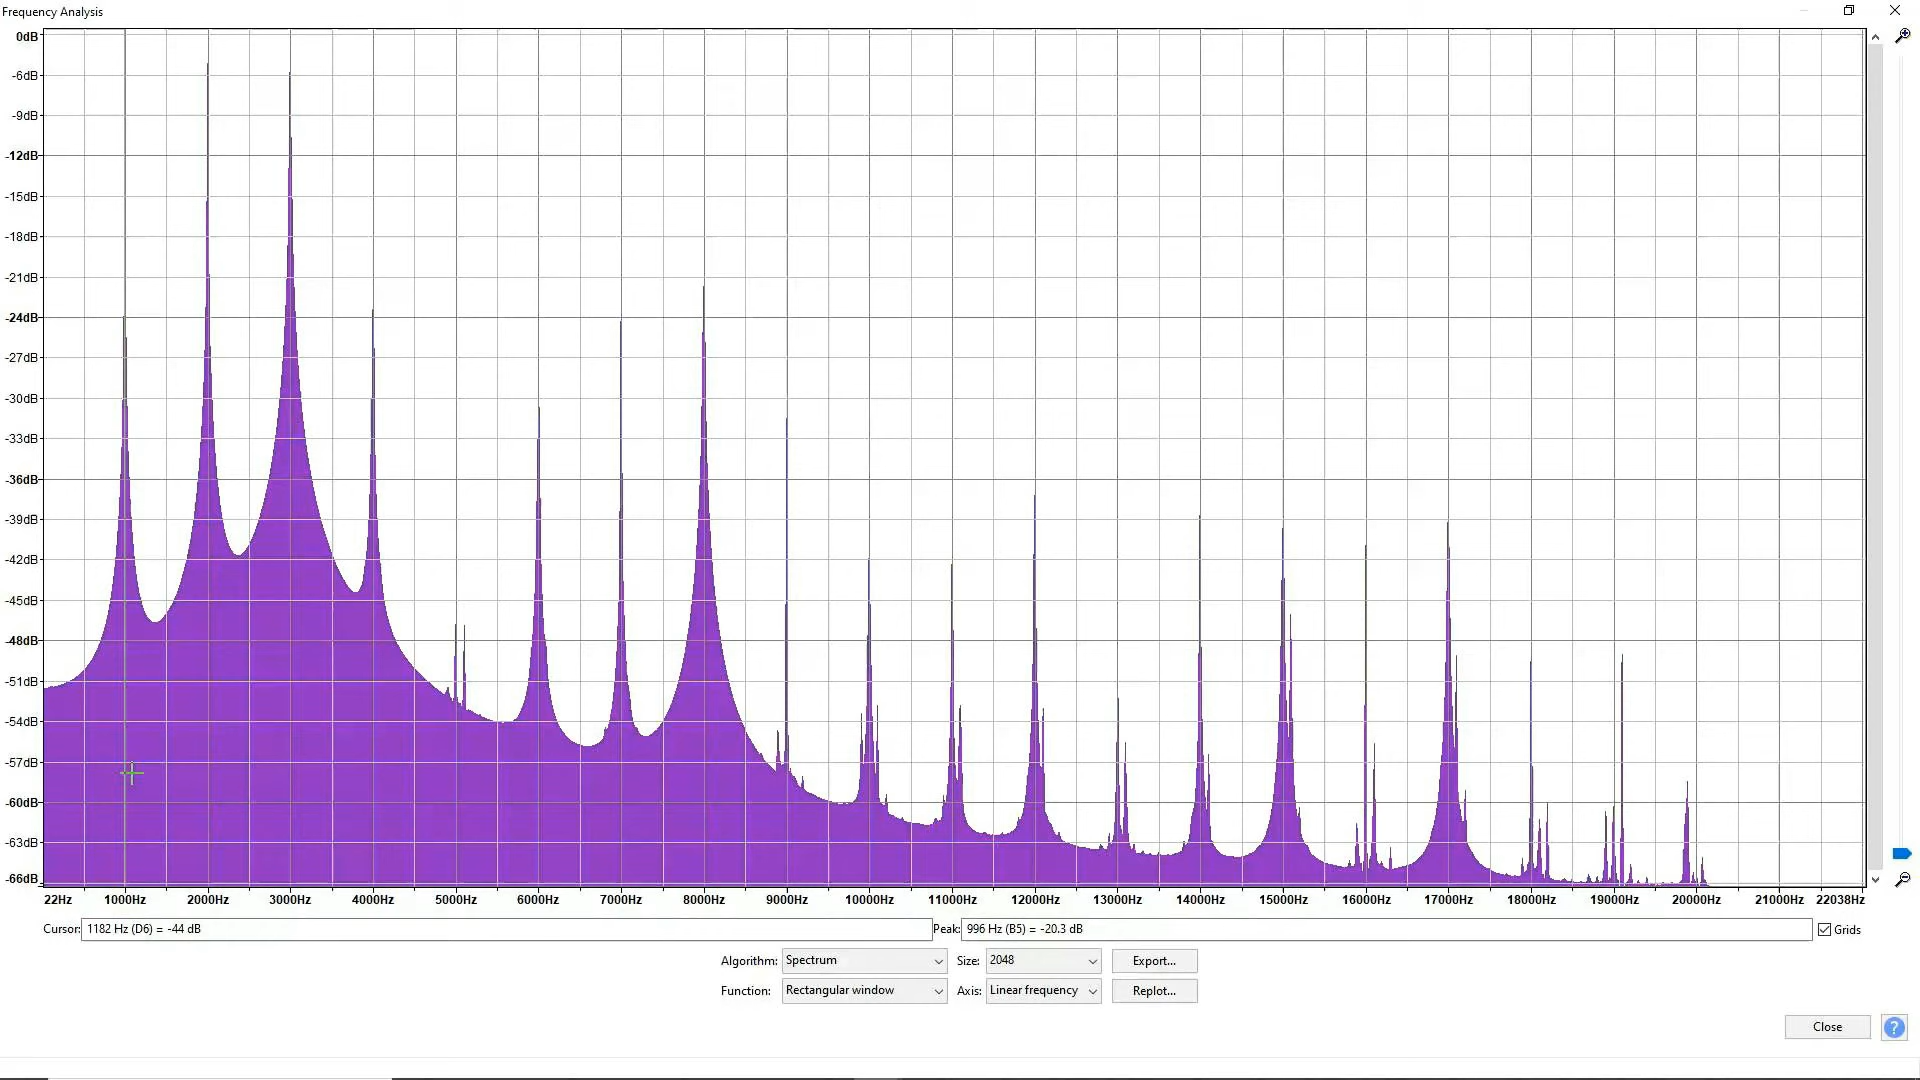 Frequency Analysis
0dB
-6dB
-9dB
-12dB
-15dB
-18dB
-21dB
-24dB
-27dB
-30dB
-33dB
-36dB
-39dB
-42dB
-45dB
-48dB
-51dB
-54dB
-57dB
-60dB
-63dB
-66dB
22Hz 1000Hz 2000Hz 3000Hz 4000Hz 5000Hz 6000Hz 7000Hz 8000Hz 9000Hz 10000Hz 11000Hz 12000Hz 13000Hz 14000Hz 15000Hz 16000Hz 17000Hz 18000Hz 19000Hz 20000Hz 21000Hz 22038Hz
Cursor: 1182 Hz (D6) = -44 dB Peak: 996 Hz (B5) = -20.3 dB Grids
Algorithm: Spectrum Size: 2048 Export...
Function: Rectangular window Axis: Linear frequency Replot...
Close ?